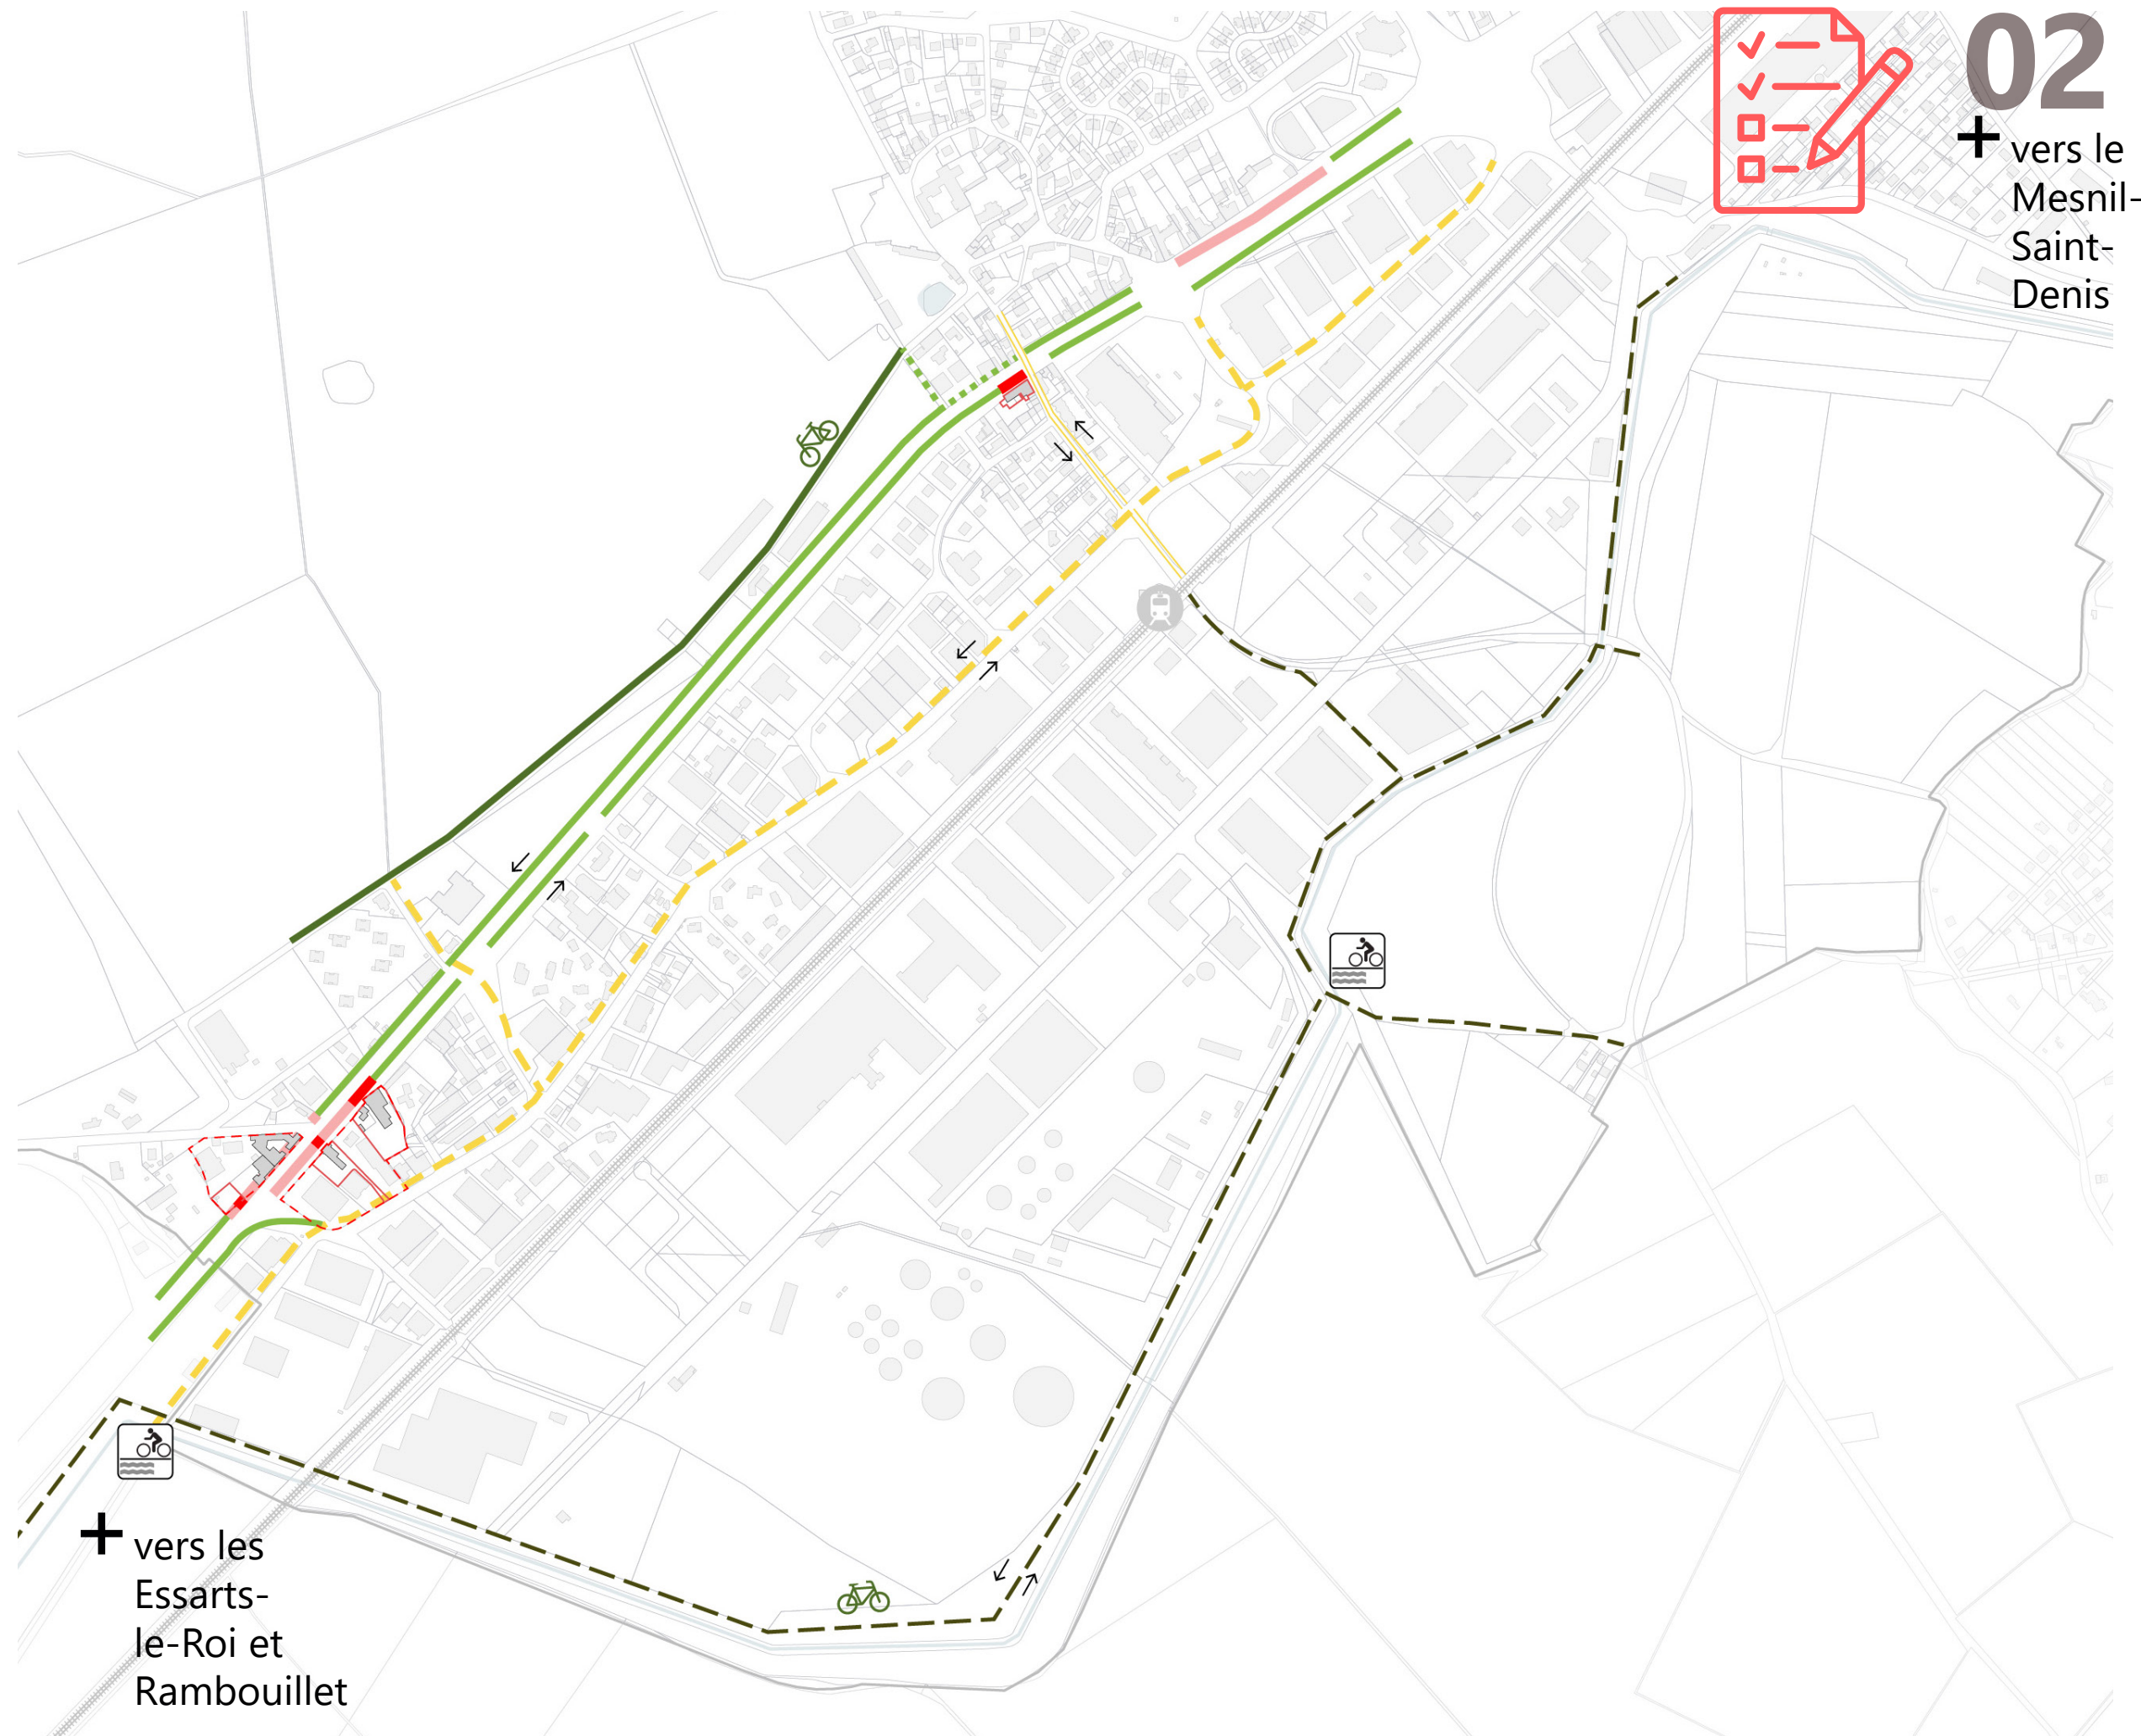 02
+ vers le
Mesnil-
Saint-
Denis
+ vers les
Essarts-
le-Roi et
Rambouillet